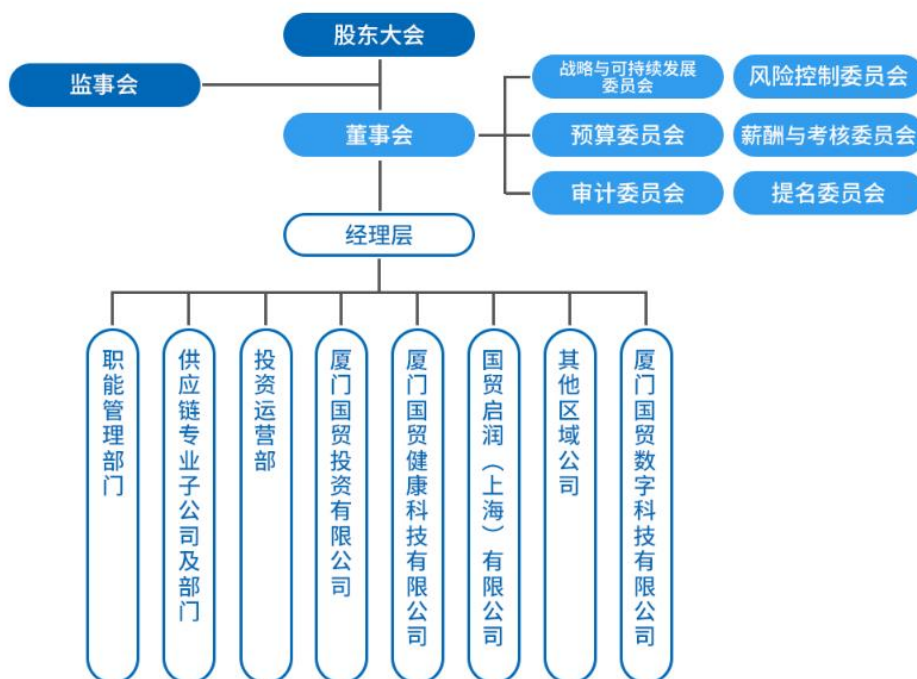 股东大会
监事会
战略与可持续发展
委员会
风险控制委员会
董事会
预算委员会
薪酬与考核委员会
审计委员会
提名委员会
经理层
职能管理部门
供应链专业子公司及部门
投资运营部
厦门国贸投资有限公司
厦门国贸健康科技有限公司
国贸启润（上海）有限公司
其他区域公司
厦门国贸数字科技有限公司